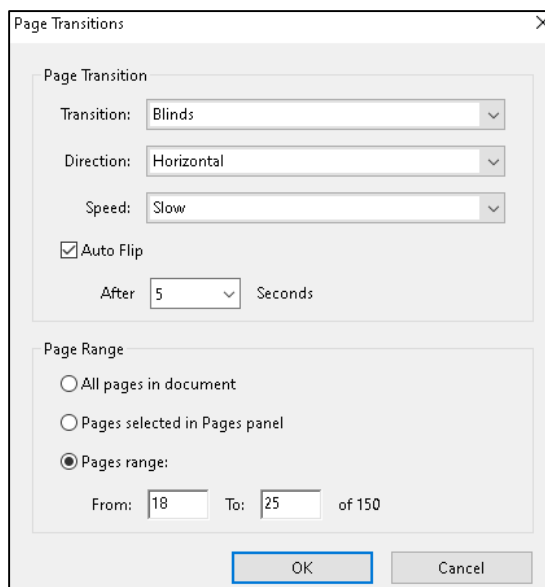 Page Transitions
Page Transition
Transition: Blinds
Direction: Horizontal
Speed: Slow
Auto Flip
After 5 Seconds
Page Range
All pages in document
Pages selected in Pages panel
Pages range:
From: 18 To: 25 of 150
OK Cancel